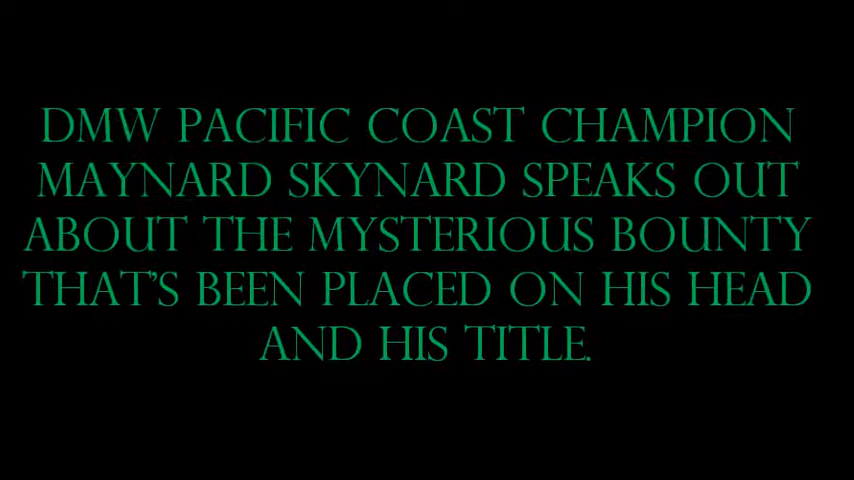 DMW PACIFIC COAST CHAMPION
MAYNARD SKYNARD SPEAKS OUT
ABOUT THE MYSTERIOUS BOUNTY
THAT'S BEEN PLACED ON HIS HEAD
AND HIS TITLE.